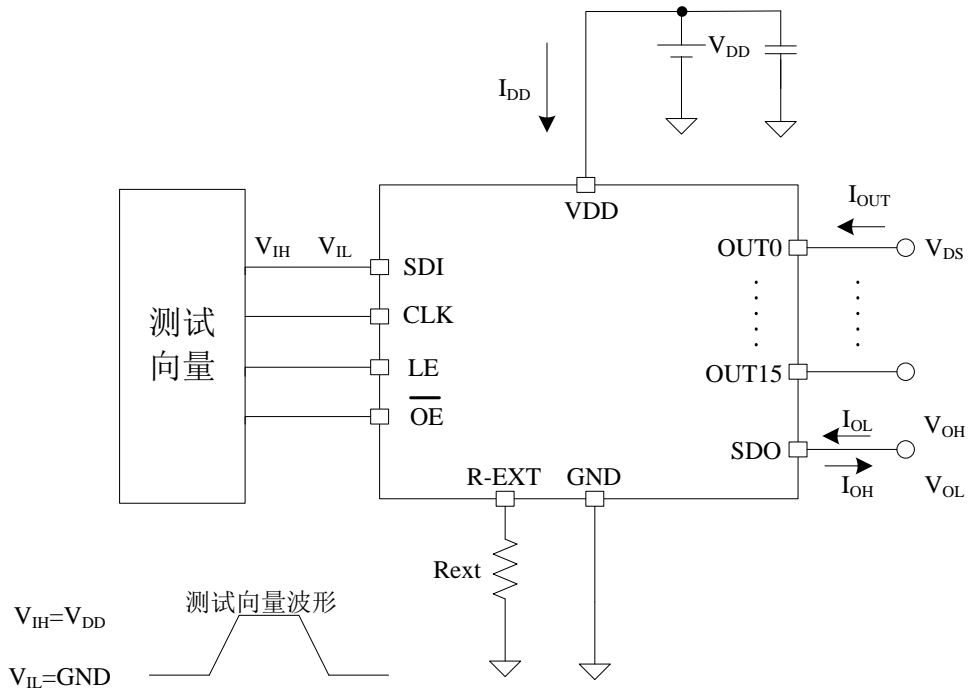 V_DD
I_DD
VDD
I_OUT
OUT0
V_DS
V_IH V_IL
SDI
CLK
测试
向量
LE
OUT15
OE
I_OL
V_OH
SDO
R-EXT GND
I_OH
V_OL
Rext
测试向量波形
V_IH=V_DD
V_IL=GND